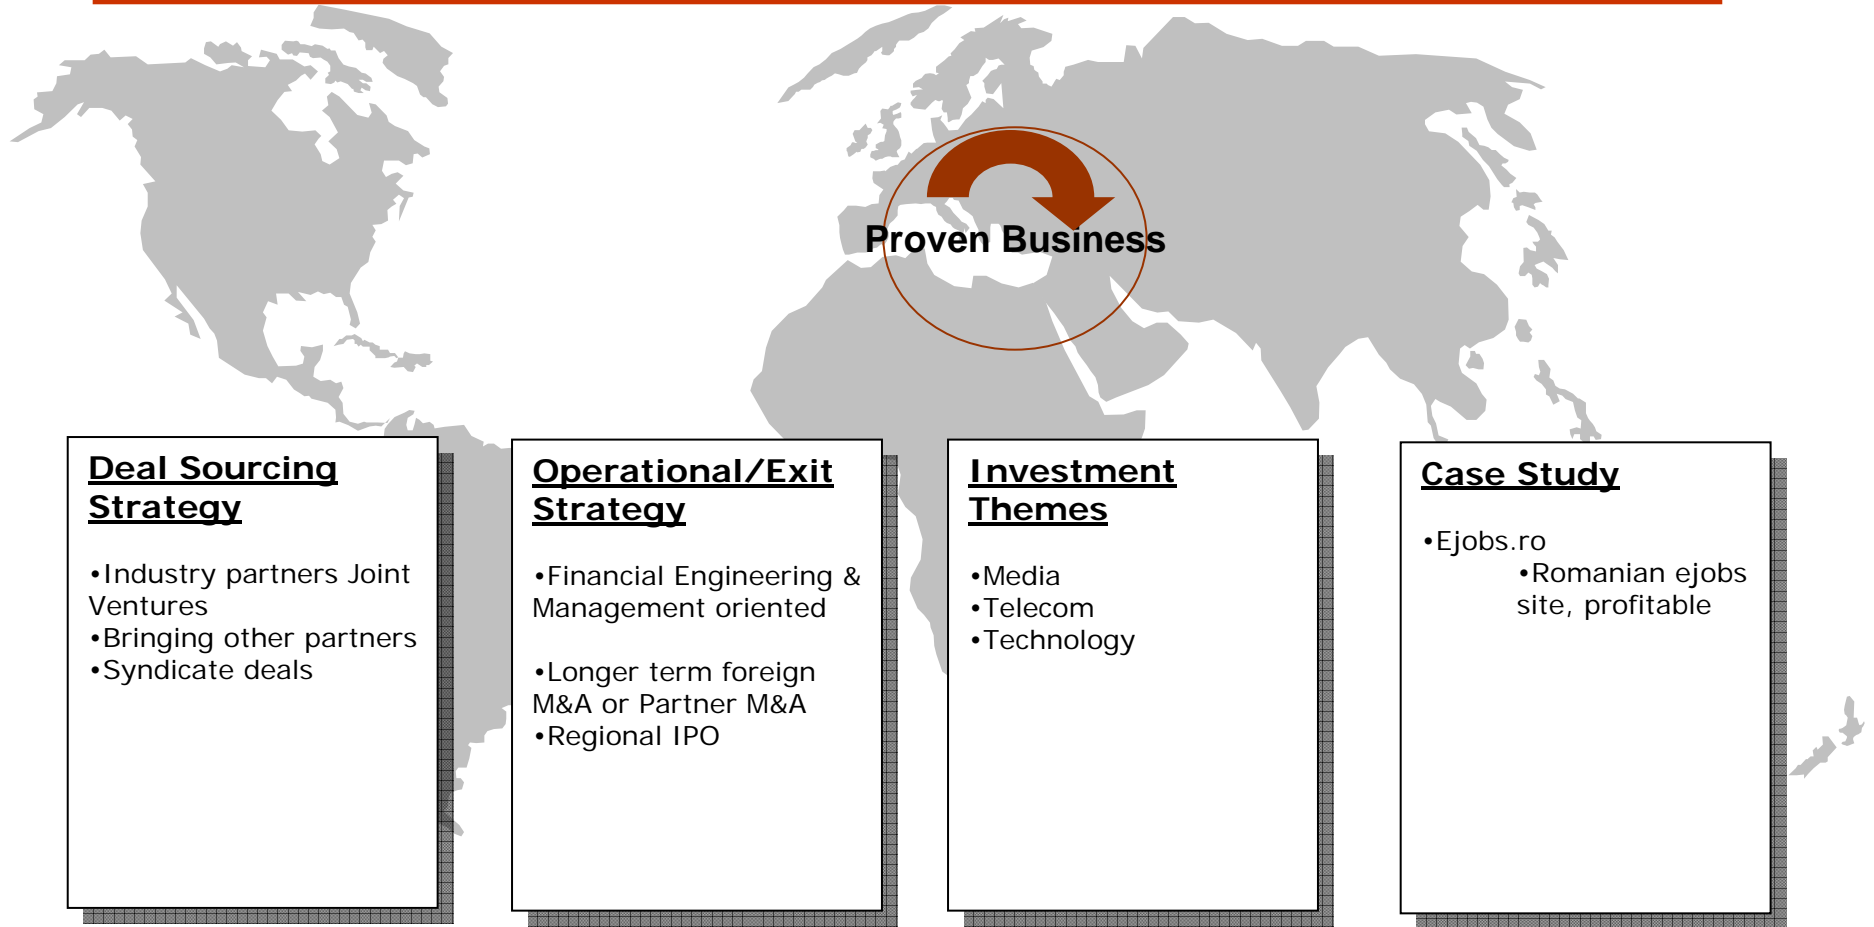 Proven Business
Deal Sourcing
Strategy
•Industry partners Joint
Ventures
•Bringing other partners
•Syndicate deals
Operational/Exit
Strategy
•Financial Engineering &
Management oriented
•Longer term foreign
M&A or Partner M&A
•Regional IPO
Investment
Themes
•Media
•Telecom
•Technology
Case Study
•Ejobs.ro
•Romanian ejobs
site, profitable